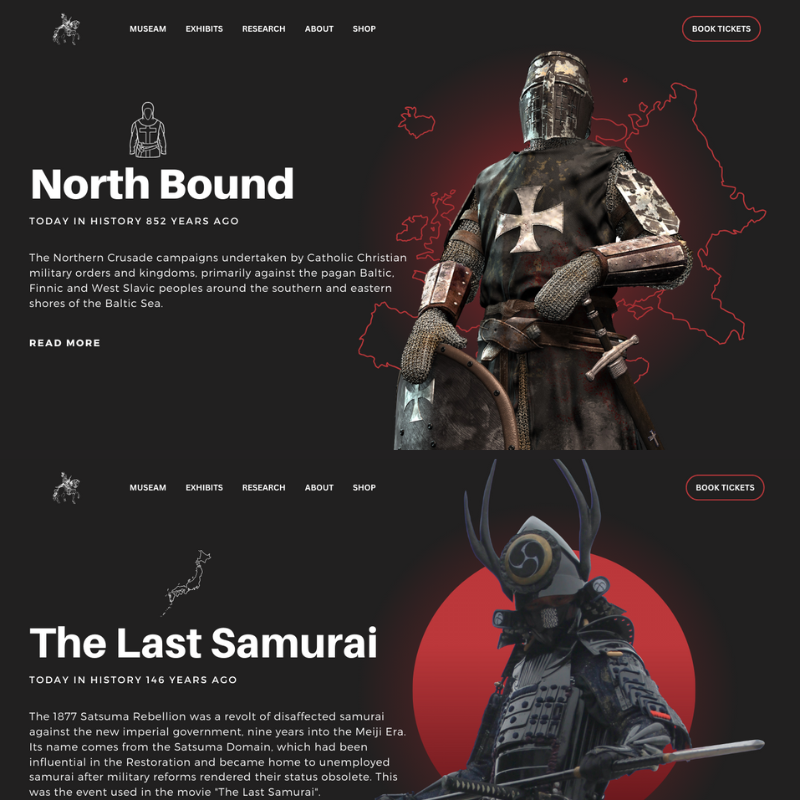 MUSEAM EXHIBITS RESEARCH ABOUT SHOP BOOK TICKETS
North Bound
TODAY IN HISTORY 852 YEARS AGO
The Northern Crusade campaigns undertaken by Catholic Christian
military orders and kingdoms, primarily against the pagan Baltic,
Finnic and West Slavic peoples around the southern and eastern
shores of the Baltic Sea.
READ MORE
MUSEAM EXHIBITS RESEARCH ABOUT SHOP BOOK TICKETS
The Last Samurai
TODAY IN HISTORY 146 YEARS AGO
The 1877 Satsuma Rebellion was a revolt of disaffected samurai
against the new imperial government, nine years into the Meiji Era.
Its name comes from the Satsuma Domain, which had been
influential in the Restoration and became home to unemployed
samurai after military reforms rendered their status obsolete. This
was the event used in the movie "The Last Samurai".